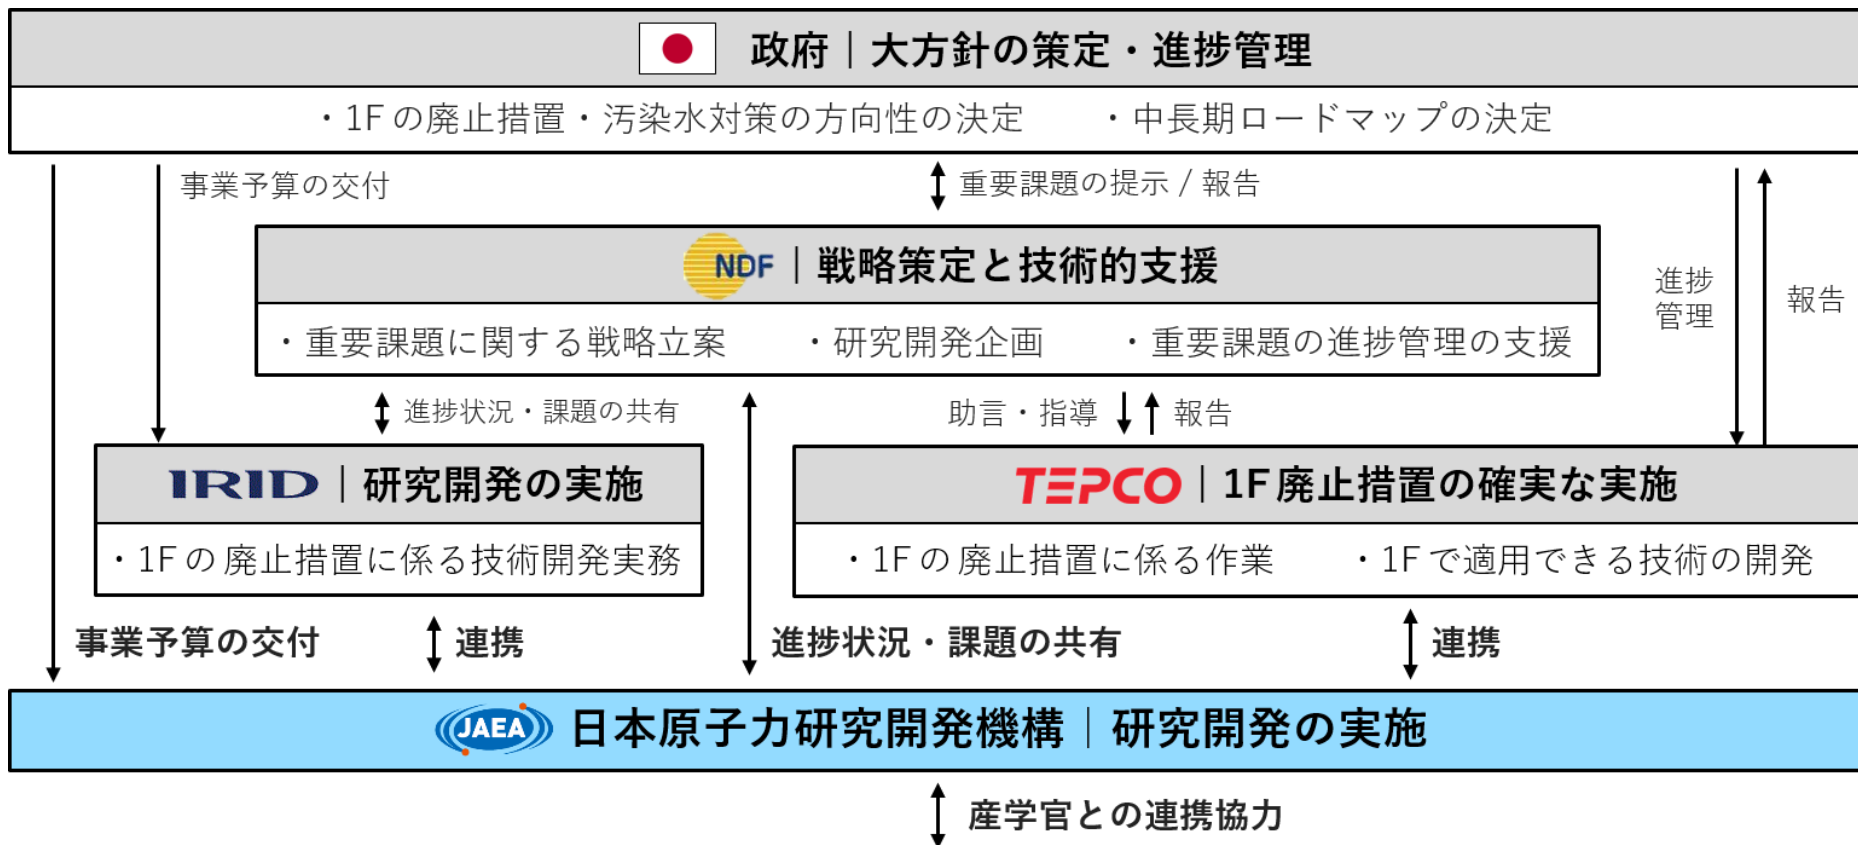 政府｜大方針の策定・進捗管理
・1Fの廃止措置・汚染水対策の方向性の決定　・中長期ロードマップの決定
事業予算の交付
重要課題の提示 / 報告
NDF｜戦略策定と技術的支援
・重要課題に関する戦略立案　・研究開発企画　・重要課題の進捗管理の支援
進捗
管理
報告
進捗状況・課題の共有
助言・指導
報告
IRID｜研究開発の実施
・1Fの廃止措置に係る技術開発実務
TEPCO｜1F廃止措置の確実な実施
・1Fの廃止措置に係る作業　・1Fで適用できる技術の開発
事業予算の交付
連携
進捗状況・課題の共有
連携
JAEA 日本原子力研究開発機構｜研究開発の実施
産学官との連携協力